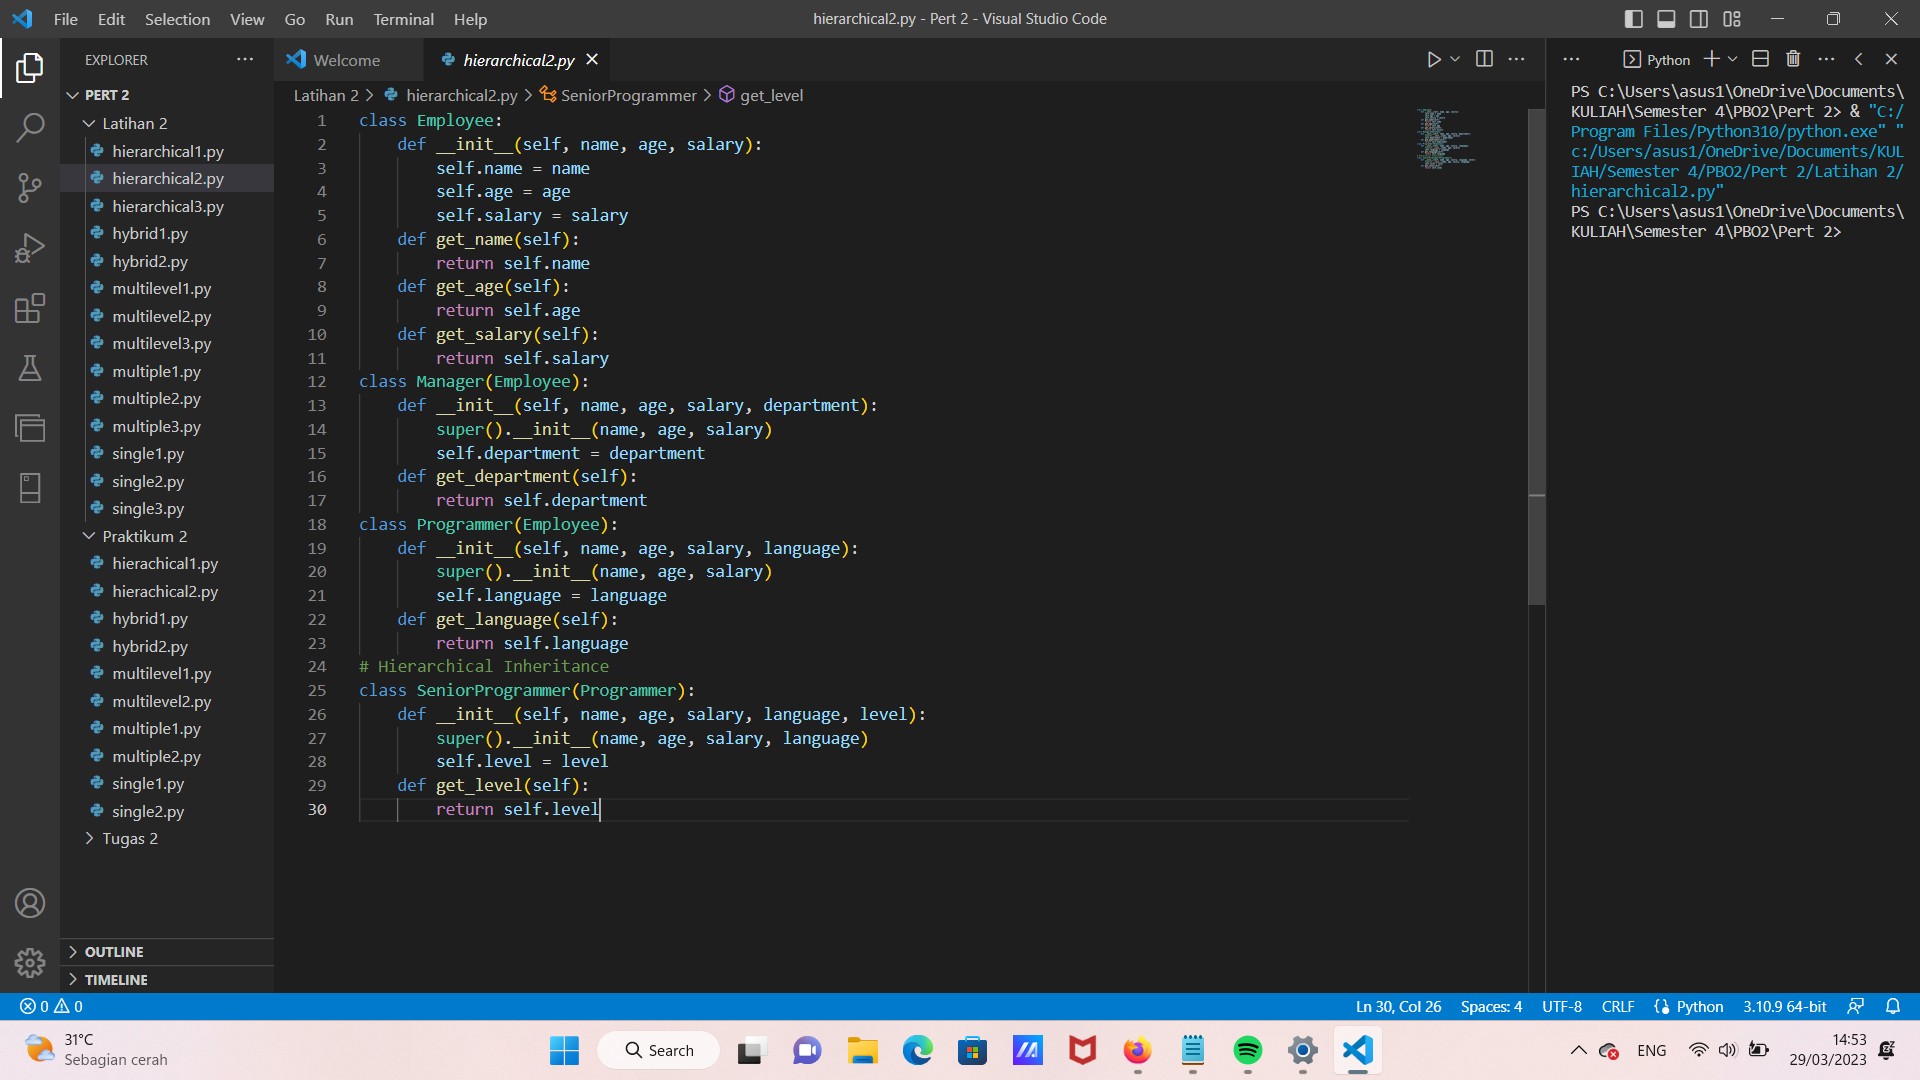 File Edit Selection View Go Run Terminal Help
hierarchical2.py - Pert 2 - Visual Studio Code
EXPLORER
PERT 2
Latihan 2
hierarchical1.py
hierarchical2.py
hierarchical3.py
hybrid1.py
hybrid2.py
multilevel1.py
multilevel2.py
multilevel3.py
multiple1.py
multiple2.py
multiple3.py
single1.py
single2.py
single3.py
Praktikum 2
hierachical1.py
hierachical2.py
hybrid1.py
hybrid2.py
multilevel1.py
multilevel2.py
multiple1.py
multiple2.py
single1.py
single2.py
Tugas 2
OUTLINE
TIMELINE
Welcome hierarchical2.py
Latihan 2 > hierarchical2.py > SeniorProgrammer > get_level
1 class Employee:
2     def __init__(self, name, age, salary):
3         self.name = name
4         self.age = age
5         self.salary = salary
6     def get_name(self):
7         return self.name
8     def get_age(self):
9         return self.age
10     def get_salary(self):
11         return self.salary
12 class Manager(Employee):
13     def __init__(self, name, age, salary, department):
14         super().__init__(name, age, salary)
15         self.department = department
16     def get_department(self):
17         return self.department
18 class Programmer(Employee):
19     def __init__(self, name, age, salary, language):
20         super().__init__(name, age, salary)
21         self.language = language
22     def get_language(self):
23         return self.language
24 # Hierarchical Inheritance
25 class SeniorProgrammer(Programmer):
26     def __init__(self, name, age, salary, language, level):
27         super().__init__(name, age, salary, language)
28         self.level = level
29     def get_level(self):
30         return self.level
Python
PS C:\Users\asus1\OneDrive\Documents\
KULIAH\Semester 4\PBO2\Pert 2> & "C:/
Program Files/Python310/python.exe" "
c:/Users/asus1/OneDrive/Documents/KUL
IAH/Semester 4/PBO2/Pert 2/Latihan 2/
hierarchical2.py"
PS C:\Users\asus1\OneDrive\Documents\
KULIAH\Semester 4\PBO2\Pert 2>
0 0
Ln 30, Col 26 Spaces: 4 UTF-8 CRLF Python 3.10.9 64-bit
31°C
Sebagian cerah
Search
ENG
14:53
29/03/2023